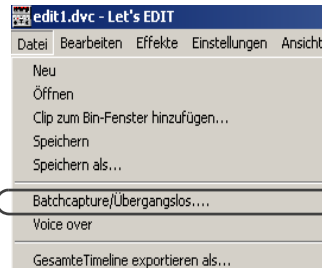 edit1.dvc - Let's EDIT
Datei Bearbeiten Effekte Einstellungen Ansicht
Neu
Öffnen
Clip zum Bin-Fenster hinzufügen...
Speichern
Speichern als...
Batchcapture/Übergangslos....
Voice over
GesamteTimeline exportieren als...